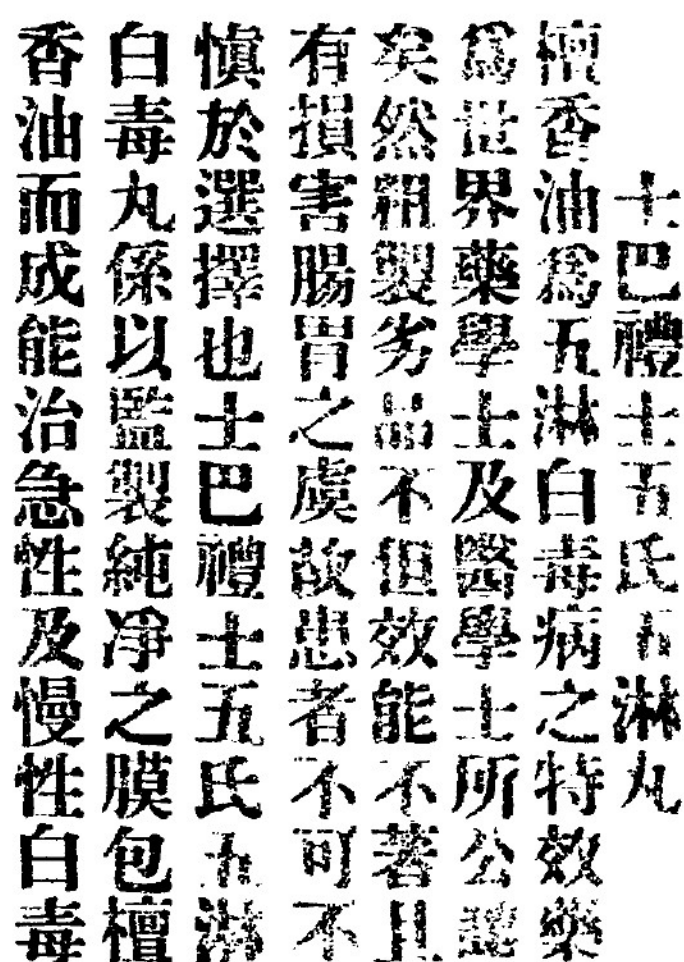 士巴禮士五氏五淋丸
檀香油爲五淋白毒病之特效藥
爲世界藥學士及醫學士所公認
矣然粗製劣品不但效能不著且
有損害腸胃之虞故患者不可不
愼於選擇也士巴禮士五氏五淋
白毒丸係以監製純淨之膜包檀
香油而成能治急性及慢性白毒